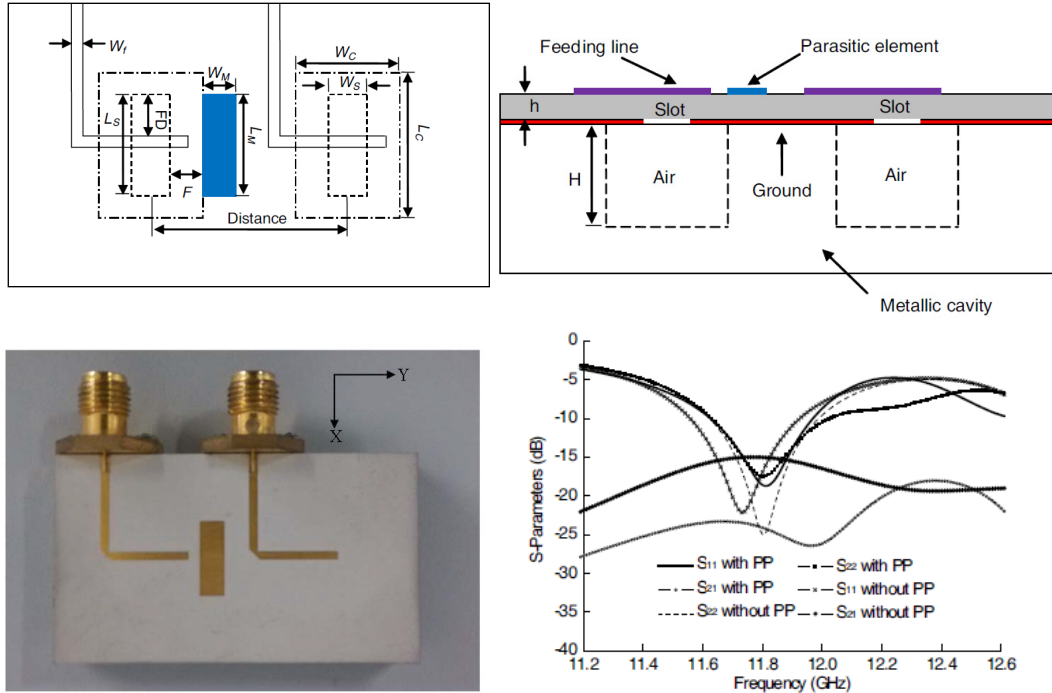 Wf
WM
WC
WS
LS
FD
LM
LC
F
Distance
Feeding line
Parasitic element
h
Slot
Slot
H
Air
Air
Ground
Metallic cavity
Y
X
0
-5
-10
-15
-20
-25
-30
-35
-40
S-Parameters (dB)
S11 with PP
S22 with PP
S21 with PP
S11 without PP
S22 without PP
S21 without PP
11.2 11.4 11.6 11.8 12.0 12.2 12.4 12.6
Frequency (GHz)